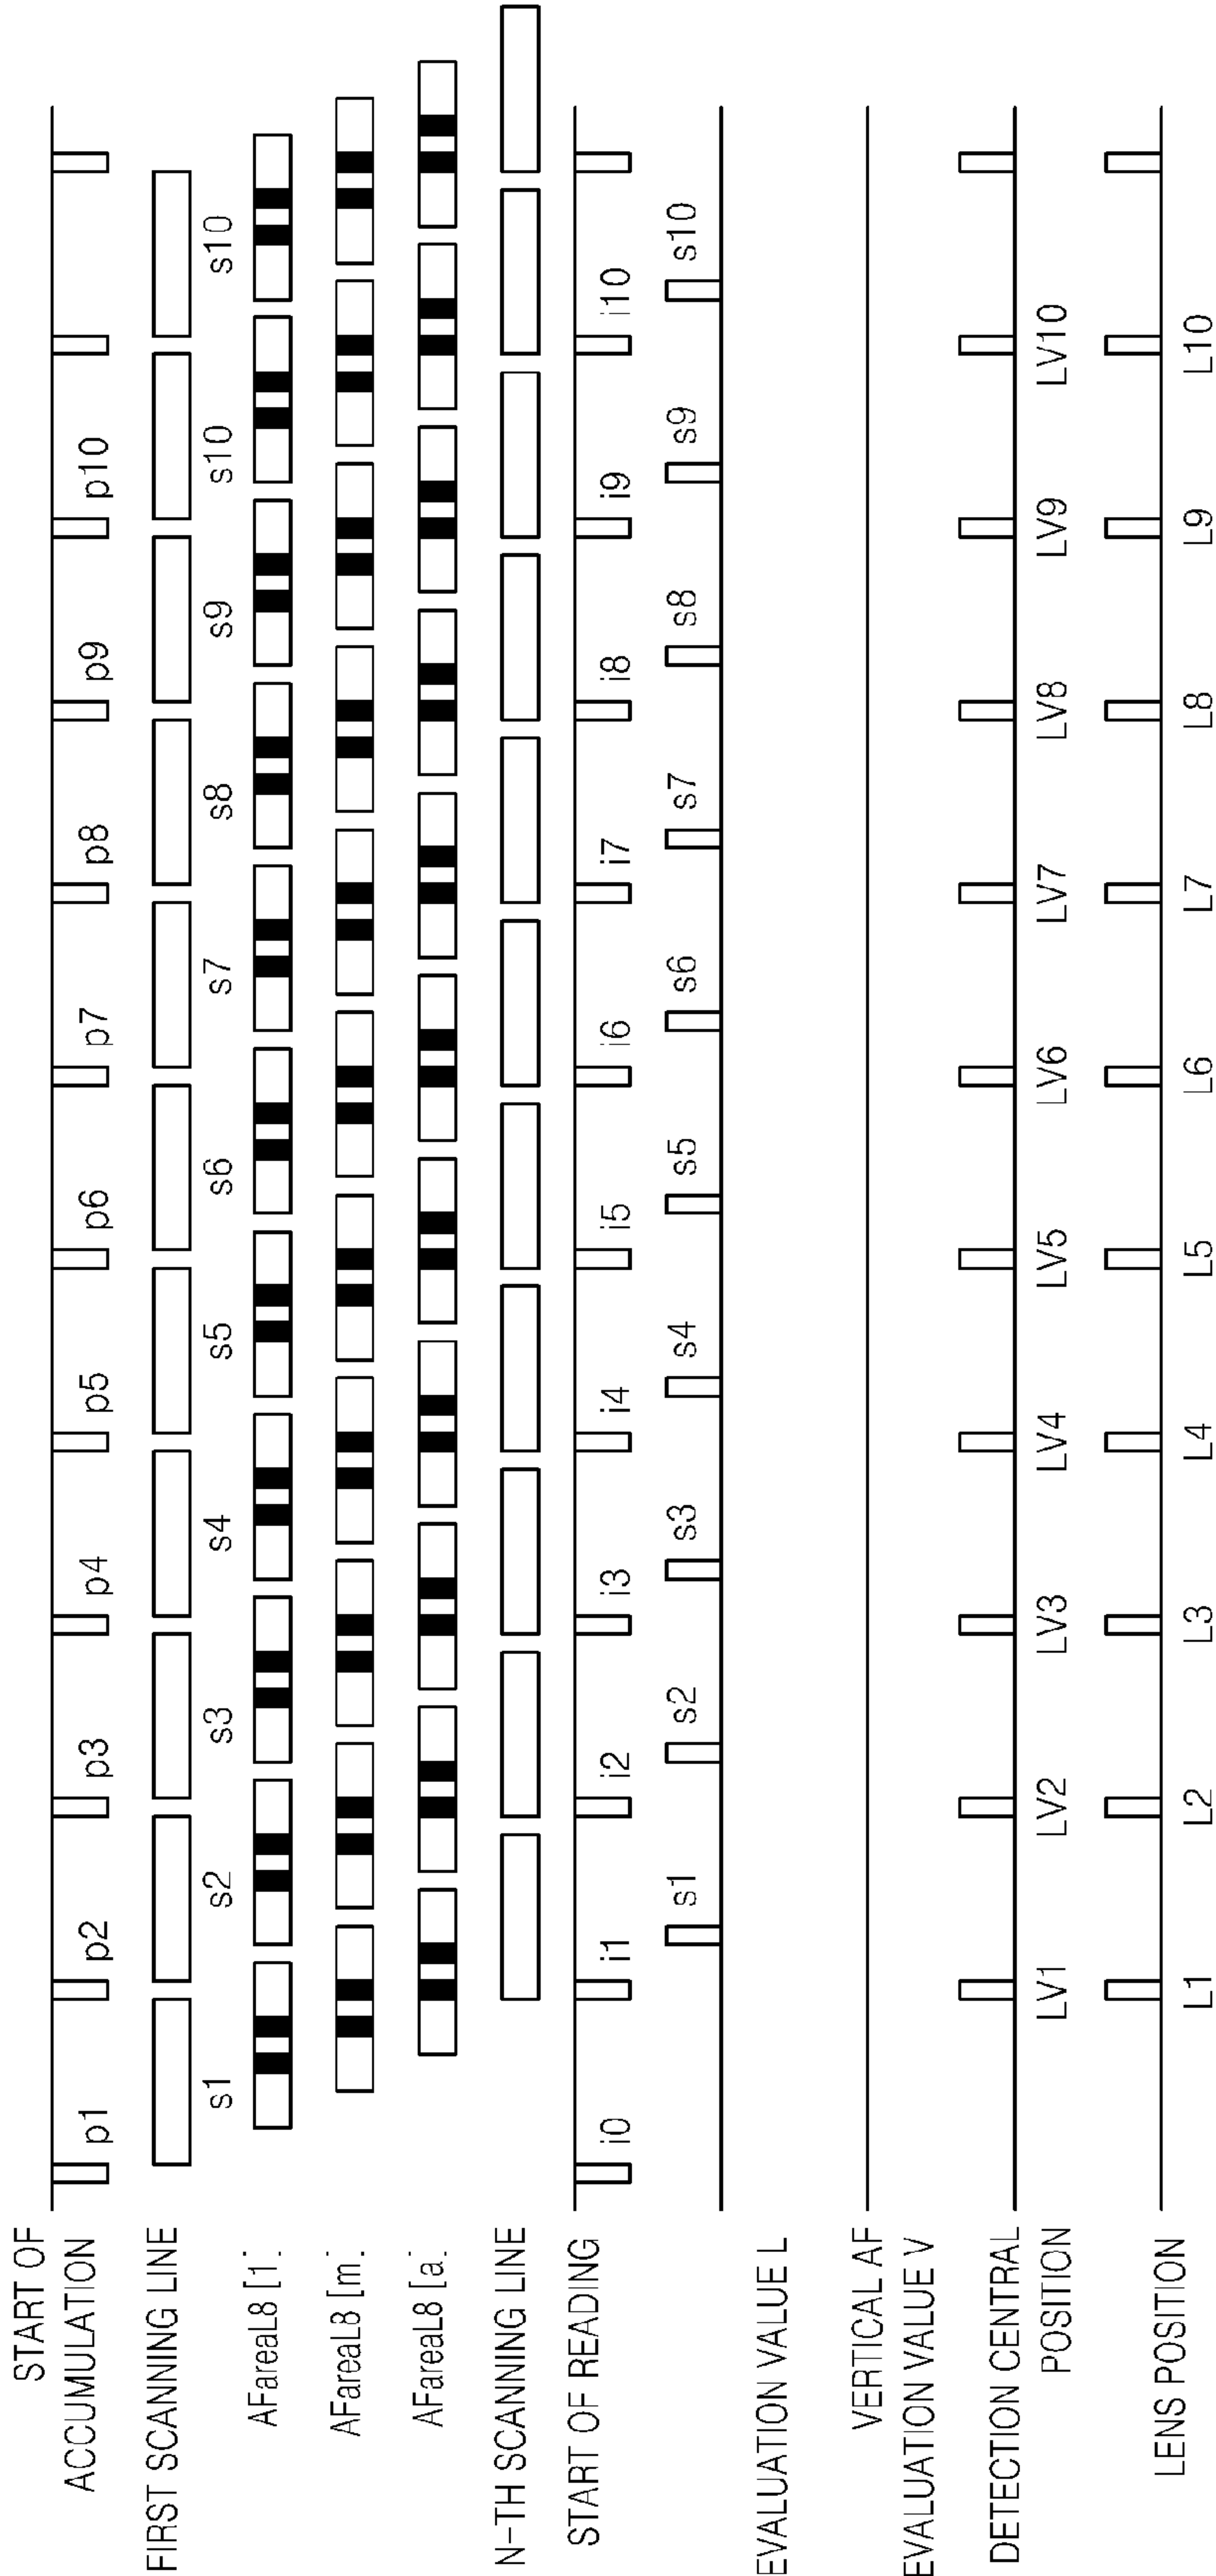 START OF
ACCUMULATION
p1 p2 p3 p4 p5 p6 p7 p8 p9 p10
FIRST SCANNING LINE
s1 s2 s3 s4 s5 s6 s7 s8 s9 s10 s10
AFareaL8 [1]
AFareaL8 [m]
AFareaL8 [a]
N-TH SCANNING LINE
START OF READING
i0 i1 i2 i3 i4 i5 i6 i7 i8 i9 i10
s1 s2 s3 s4 s5 s6 s7 s8 s9 s10
EVALUATION VALUE L
VERTICAL AF
EVALUATION VALUE V
DETECTION CENTRAL
POSITION
LV1 LV2 LV3 LV4 LV5 LV6 LV7 LV8 LV9 LV10
LENS POSITION
L1 L2 L3 L4 L5 L6 L7 L8 L9 L10